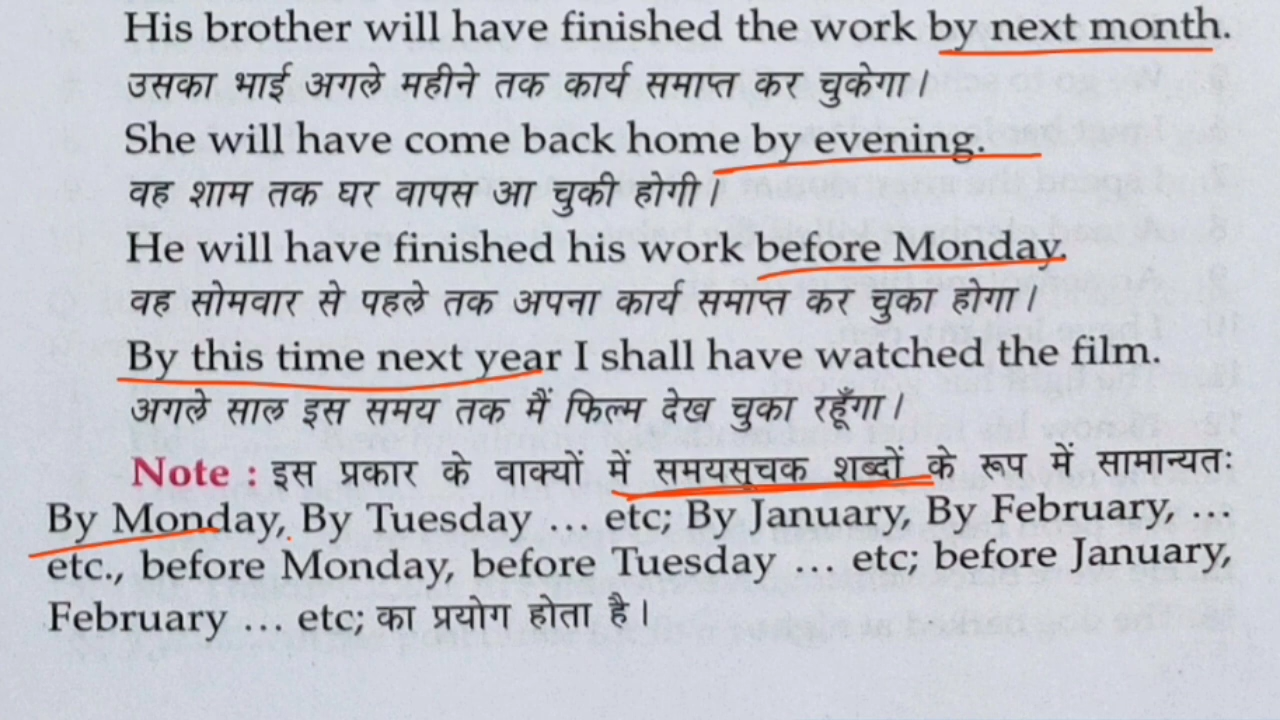 His brother will have finished the work by next month.
उसका भाई अगले महीने तक कार्य समाप्त कर चुकेगा।
She will have come back home by evening.
वह शाम तक घर वापस आ चुकी होगी।
He will have finished his work before Monday.
वह सोमवार से पहले तक अपना कार्य समाप्त कर चुका होगा।
By this time next year I shall have watched the film.
अगले साल इस समय तक मैं फिल्म देख चुका रहूँगा।
Note : इस प्रकार के वाक्यों में समयसूचक शब्दों के रूप में सामान्यतः
By Monday, By Tuesday ... etc; By January, By February, ...
etc., before Monday, before Tuesday ... etc; before January,
February ... etc; का प्रयोग होता है।